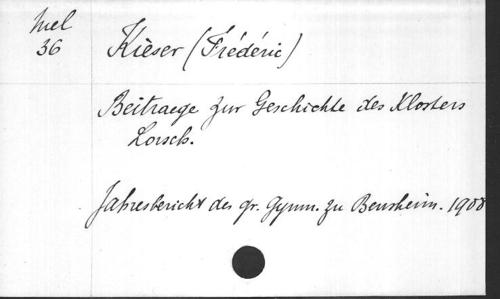 Mel
36
Kieser (Frédéric)
Beitraege zur Geschichte des Klosters
Lorsch.
Jahresbericht des gr. Gymn. zu Bensheim. 1908